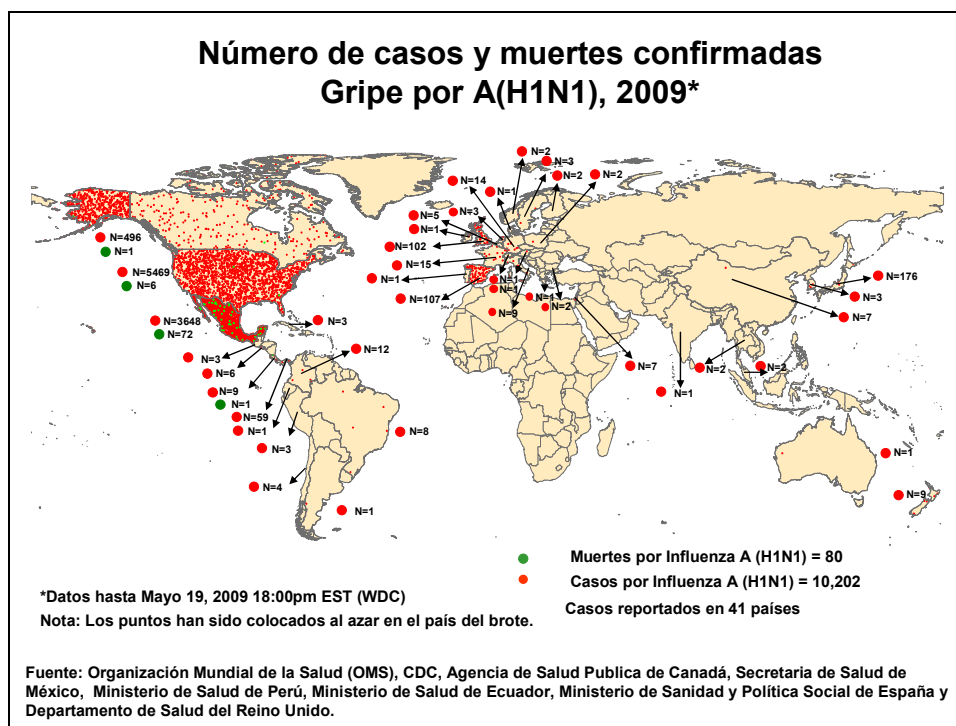 Número de casos y muertes confirmadas
Gripe por A(H1N1), 2009*
N=2
N=3
N=2
N=2
N=14
N=1
N=5
N=3
N=1
N=102
N=15
N=1
N=107
N=1
N=1
N=9
N=1
N=2
N=496
N=1
N=5469
N=6
N=3648
N=72
N=3
N=12
N=3
N=6
N=9
N=1
N=59
N=1
N=3
N=8
N=4
N=1
N=176
N=3
N=7
N=7
N=2
N=2
N=1
N=1
N=9
Muertes por Influenza A (H1N1) = 80
Casos por Influenza A (H1N1) = 10,202
Casos reportados en 41 países
*Datos hasta Mayo 19, 2009 18:00pm EST (WDC)
Nota: Los puntos han sido colocados al azar en el país del brote.
Fuente: Organización Mundial de la Salud (OMS), CDC, Agencia de Salud Publica de Canadá, Secretaria de Salud de
México, Ministerio de Salud de Perú, Ministerio de Salud de Ecuador, Ministerio de Sanidad y Política Social de España y
Departamento de Salud del Reino Unido.